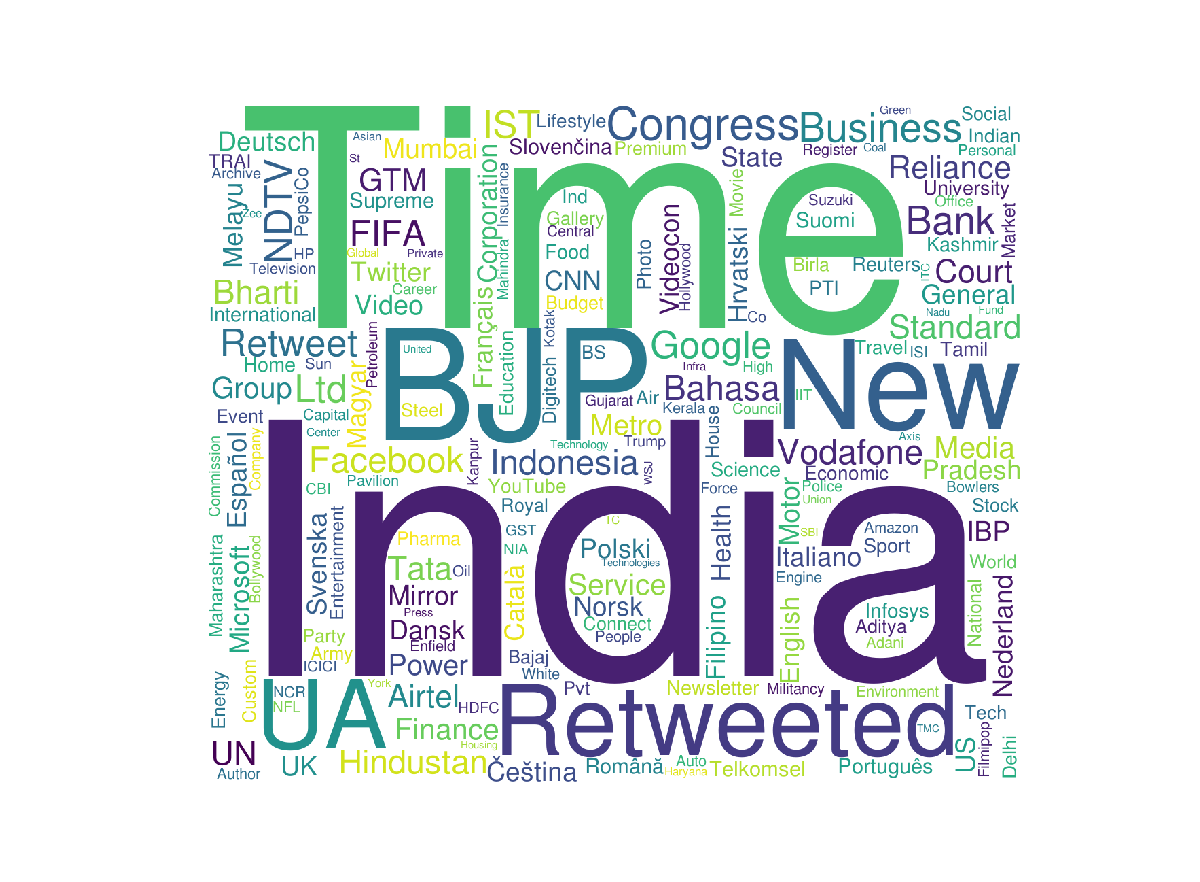 Time
India
BJP
New
Retweeted
UA
Congress
Business
IST
Lifestyle
Green
Social
Indian
Personal
Deutsch
Asian
Mumbai
Slovenčina
Premium
State
Register
Coal
Reliance
TRAI
Archive
St
GTM
University
Office
Melayu
Zee
NDTV
PepsiCo
Supreme
FIFA
Corporation
Insurance
Ind
Gallery
Central
Food
Movie
Suzuki
Suomi
Bank
Kashmir
Market
HP
Television
Global
Private
Twitter
Career
Video
Mahindra
CNN
Budget
Photo
Videocon
Hollywood
Hrvatski
Co
Birla
Reuters
PTI
ITC
Court
General
Nadu
Fund
Bharti
International
Standard
Retweet
Petroleum
United
Français
Education
Digitech
Kotak
BS
Google
Infra
High
Travel
ISI
Tamil
Home
Sun
Group
Ltd
Magyar
Steel
Gujarat
Air
Bahasa
Kerala
Council
IIT
Event
Capital
Center
Metro
Trump
House
Axis
Commission
Español
Company
Facebook
Kanpur
Technology
Indonesia
WSJ
Science
Vodafone
Economic
Media
Pradesh
CBI
Pavilion
YouTube
Royal
Force
Motor
Police
Union
Bowlers
Stock
Maharashtra
Microsoft
Bollywood
Svenska
Entertainment
Pharma
GST
NIA
TC
Polski
Technologies
Health
SBI
Amazon
Sport
IBP
Italiano
Engine
World
Tata
Oil
Mirror
Press
Català
Service
Norsk
Connect
People
Filipino
English
Infosys
Aditya
Adani
National
Nederland
Party
Army
ICICI
Dansk
Enfield
Power
Bajaj
White
Energy
Custom
NCR
NFL
York
Airtel
HDFC
Pvt
Newsletter
Militancy
Environment
Finance
Housing
TMC
Tech
US
Filmipop
Delhi
UN
Author
UK
Hindustan
Čeština
Română
Auto
Haryana
Telkomsel
Português